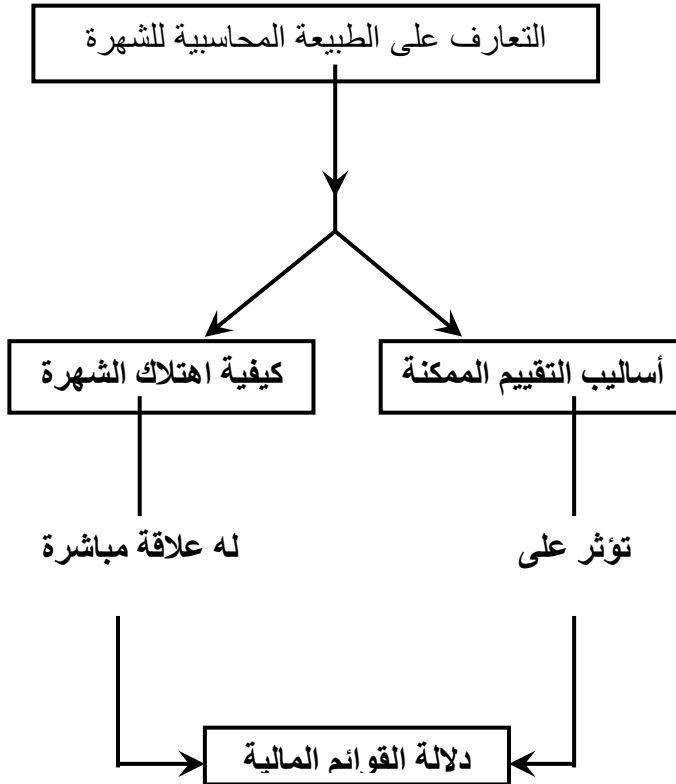 التعارف على الطبيعة المحاسبية للشهرة
أساليب التقييم الممكنة
كيفية اهتلاك الشهرة
تؤثر على
له علاقة مباشرة
دلالة القوائم المالية